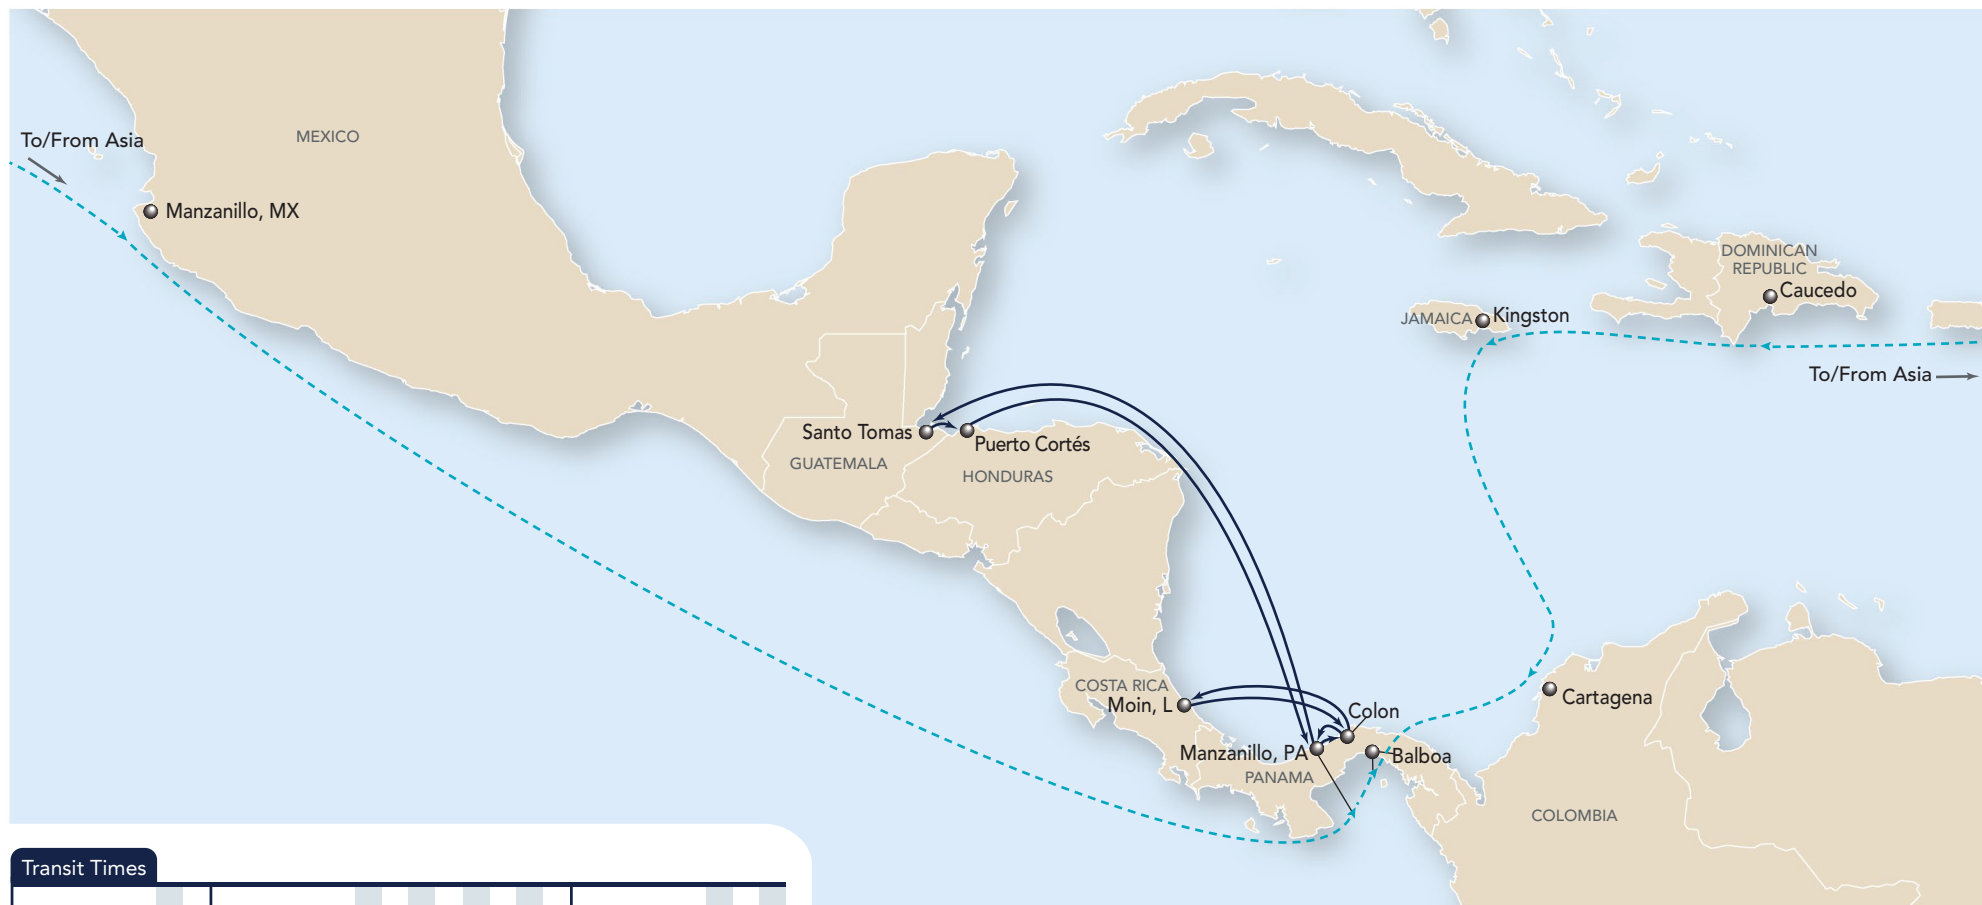 To/From Asia
MEXICO
Manzanillo, MX
DOMINICAN
REPUBLIC
Caucedo
JAMAICA
Kingston
To/From Asia
Santo Tomas
Puerto Cortés
GUATEMALA
HONDURAS
COSTA RICA
Moin, L
Colon
Cartagena
Manzanillo, PA
Balboa
PANAMA
COLOMBIA
Transit Times